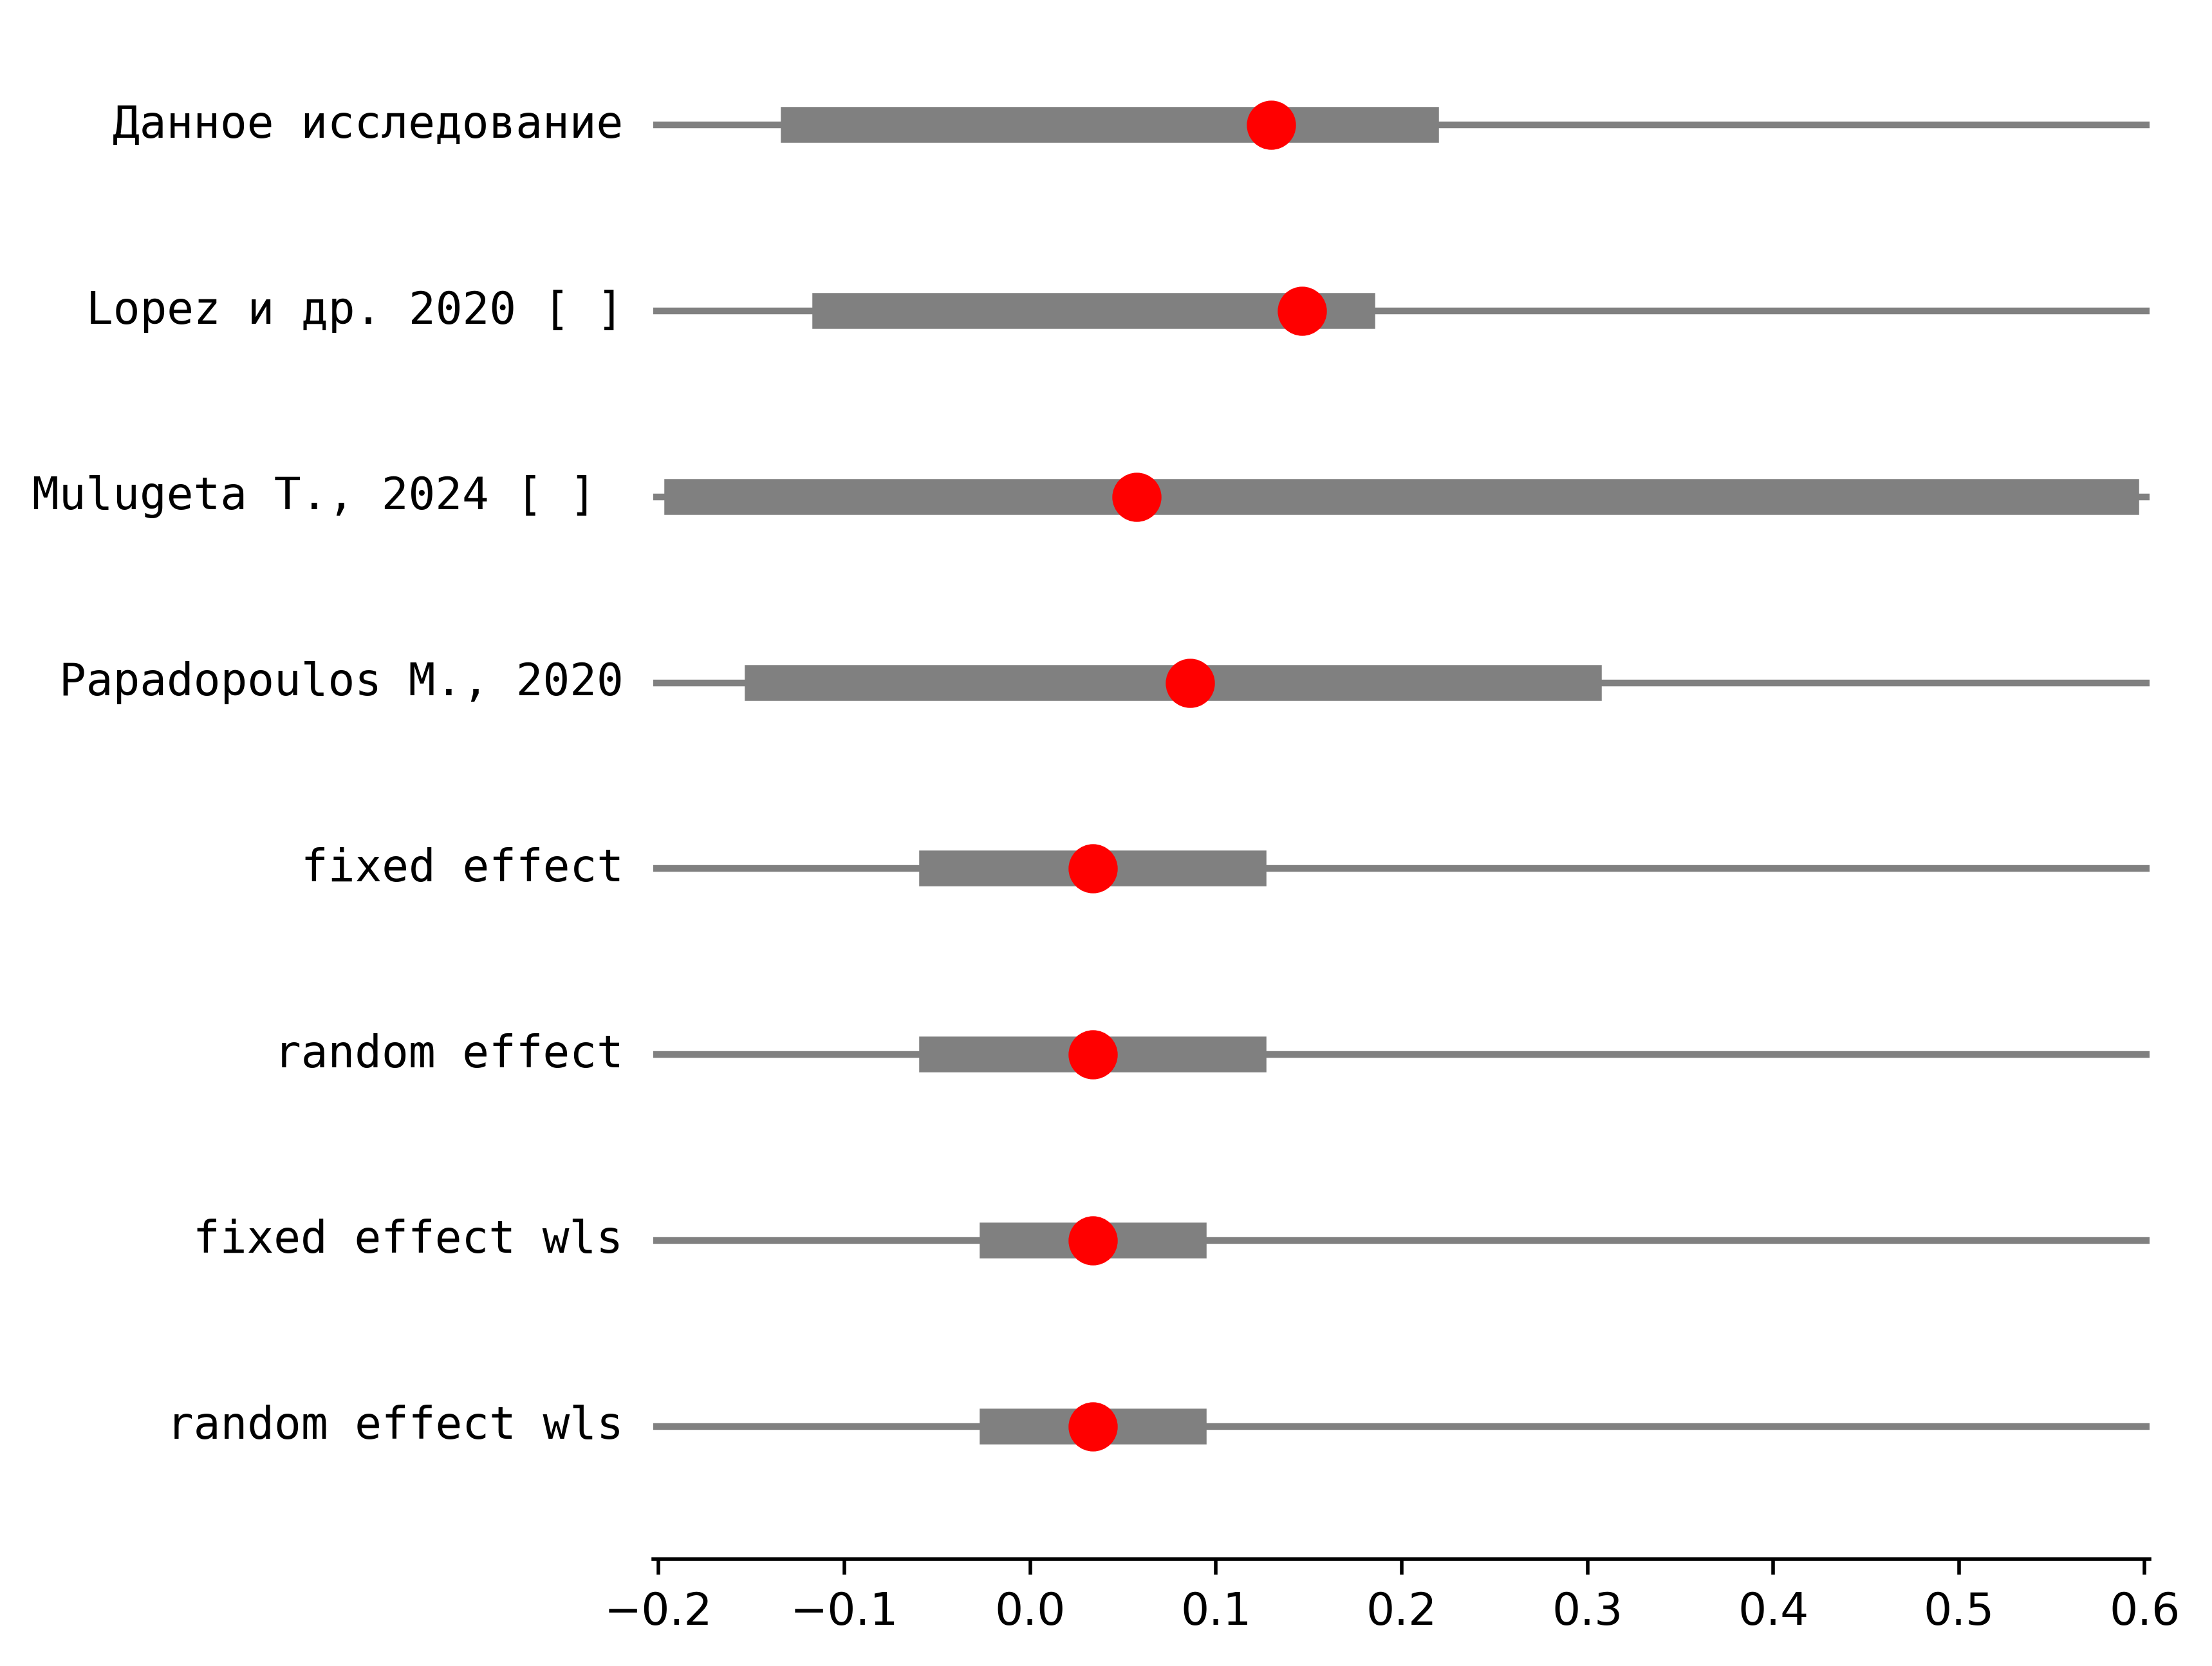 Данное исследование
Lopez и др. 2020 [ ]
Mulugeta T., 2024 [ ]
Papadopoulos M., 2020
fixed effect
random effect
fixed effect wls
random effect wls
−0.2 −0.1 0.0 0.1 0.2 0.3 0.4 0.5 0.6